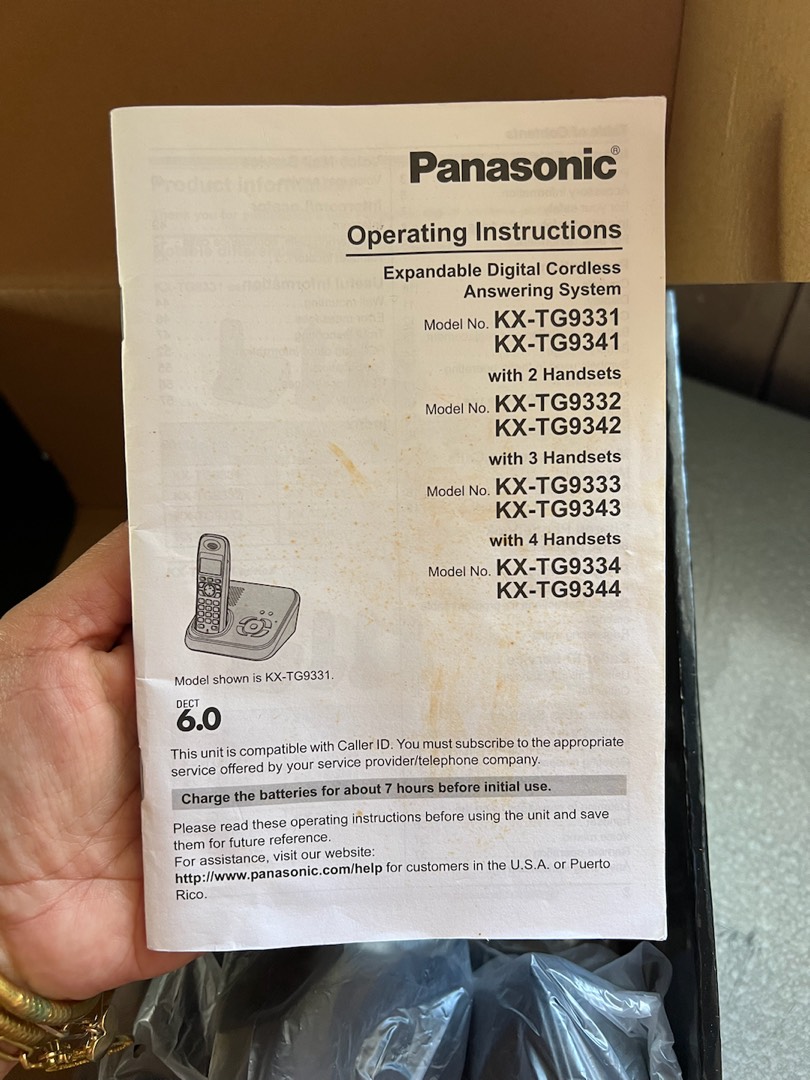 Panasonic®
Operating Instructions
Expandable Digital Cordless
Answering System
Model No. KX-TG9331
KX-TG9341
with 2 Handsets
Model No. KX-TG9332
KX-TG9342
with 3 Handsets
Model No. KX-TG9333
KX-TG9343
with 4 Handsets
Model No. KX-TG9334
KX-TG9344
Model shown is KX-TG9331.
DECT
6.0
This unit is compatible with Caller ID. You must subscribe to the appropriate
service offered by your service provider/telephone company.
Charge the batteries for about 7 hours before initial use.
Please read these operating instructions before using the unit and save
them for future reference.
For assistance, visit our website:
http://www.panasonic.com/help for customers in the U.S.A. or Puerto
Rico.